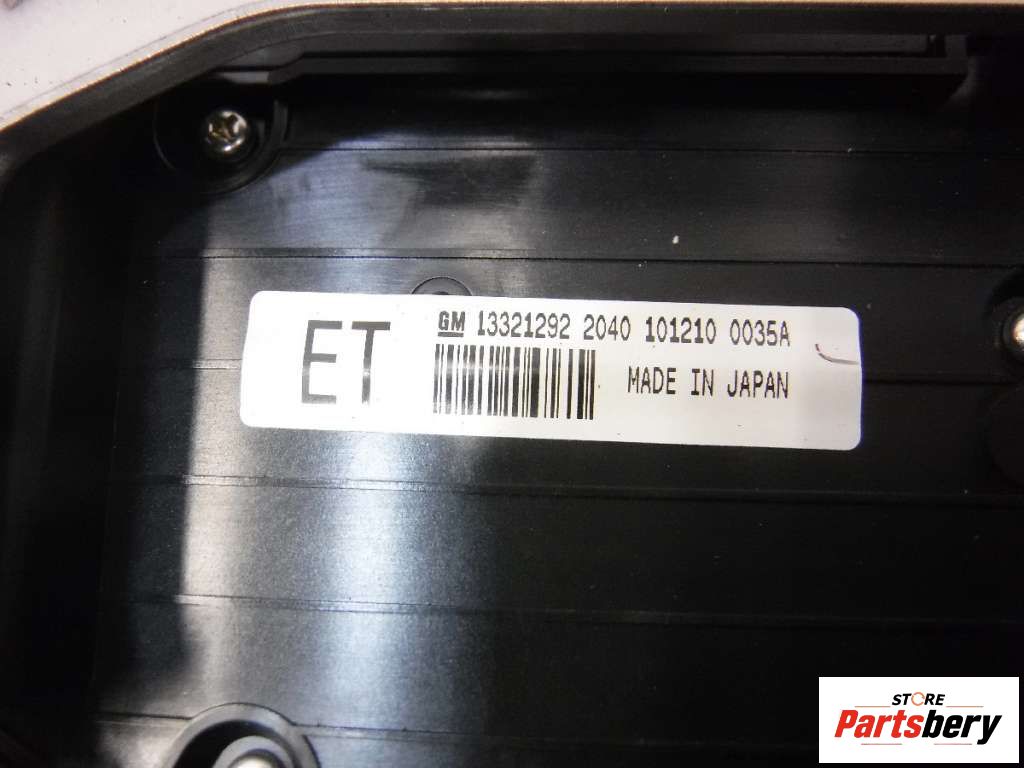 ET
GM 13321292 2040 101210 0035A
MADE IN JAPAN
STORE
Partsbery